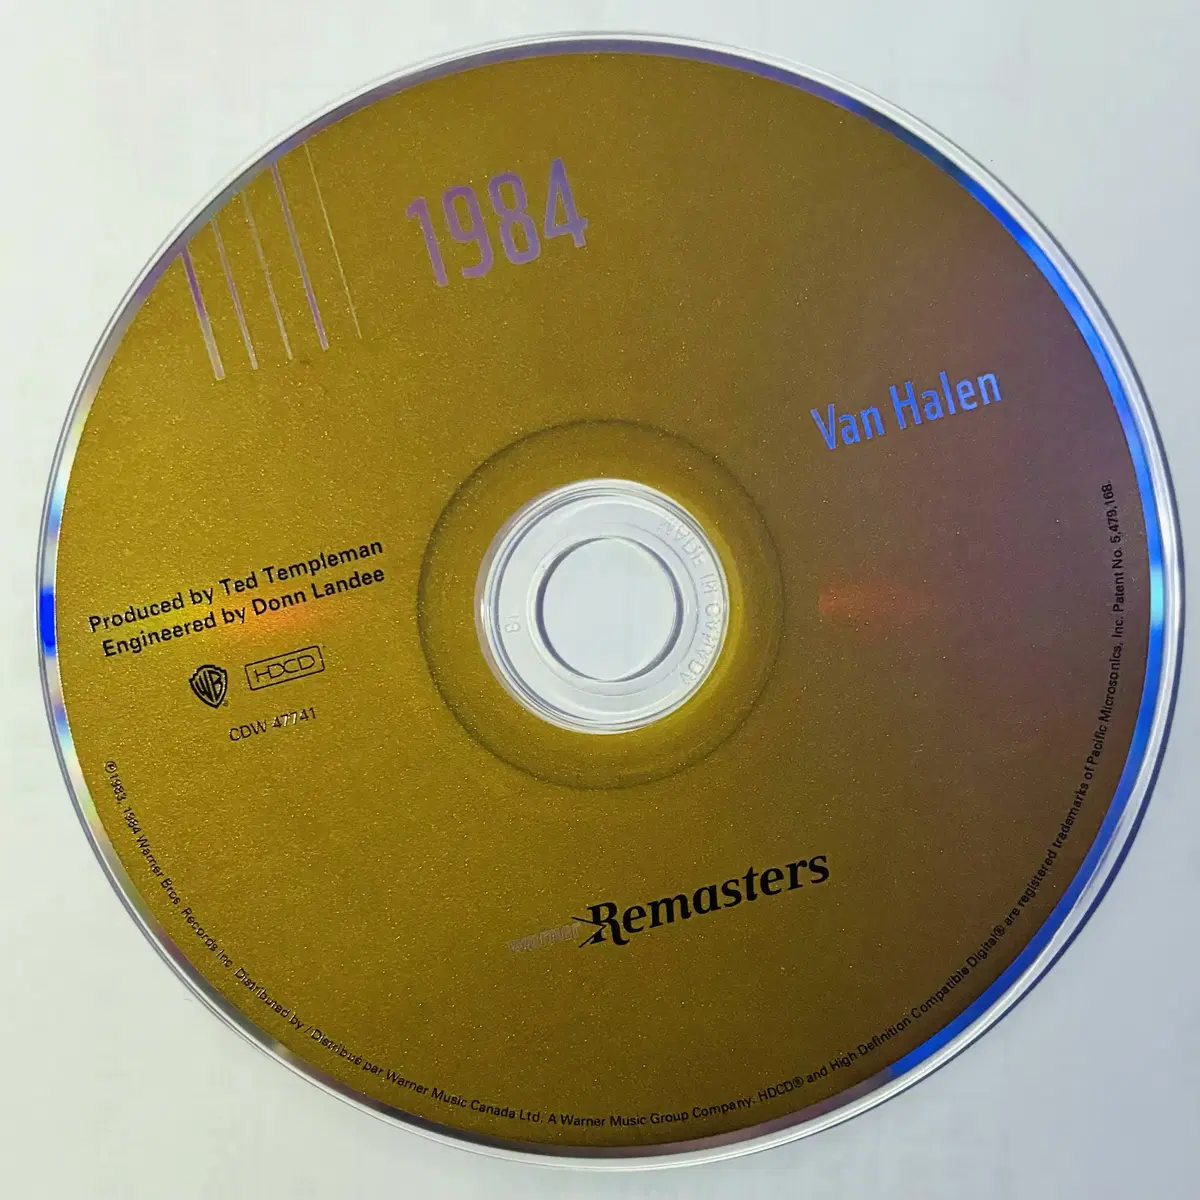 1984
Van Halen
MADE IN CANADA
Produced by Ted Templeman
Engineered by Donn Landee
WB
HDCD
CDW 47741
warner Remasters
℗1983, 1984 Warner Bros. Records Inc. Distributed by / Distribué par Warner Music Canada Ltd, A Warner Music Group Company. HDCD® and High Definition Compatible Digital® are registered trademarks of Pacific Microsonics, Inc. Patent No. 5,479,168.